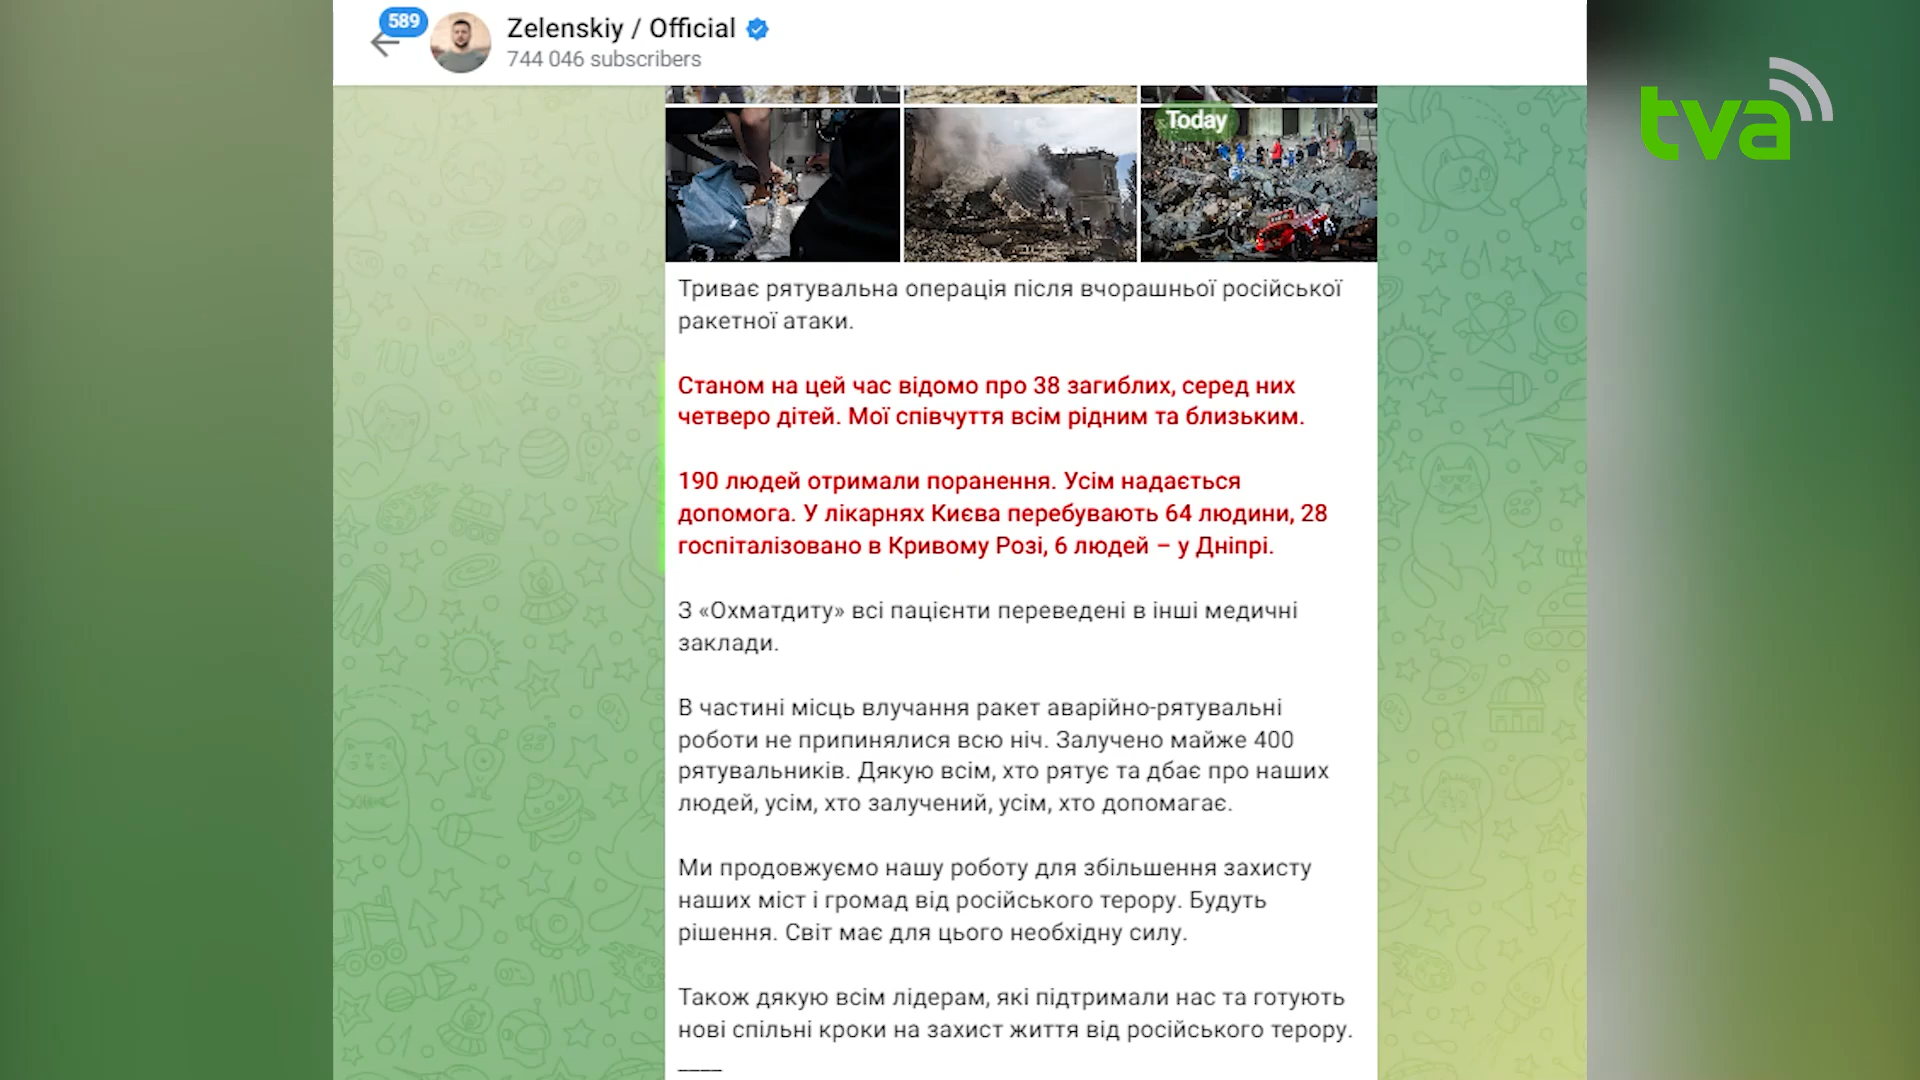 589
Zelenskiy / Official
744 046 subscribers
tva
Today
Триває рятувальна операція після вчорашньої російської
ракетної атаки.
Станом на цей час відомо про 38 загиблих, серед них
четверо дітей. Мої співчуття всім рідним та близьким.
190 людей отримали поранення. Усім надається
допомога. У лікарнях Києва перебувають 64 людини, 28
госпіталізовано в Кривому Розі, 6 людей – у Дніпрі.
З «Охматдиту» всі пацієнти переведені в інші медичні
заклади.
В частині місць влучання ракет аварійно-рятувальні
роботи не припинялися всю ніч. Залучено майже 400
рятувальників. Дякую всім, хто рятує та дбає про наших
людей, усім, хто залучений, усім, хто допомагає.
Ми продовжуємо нашу роботу для збільшення захисту
наших міст і громад від російського терору. Будуть
рішення. Світ має для цього необхідну силу.
Також дякую всім лідерам, які підтримали нас та готують
нові спільні кроки на захист життя від російського терору.